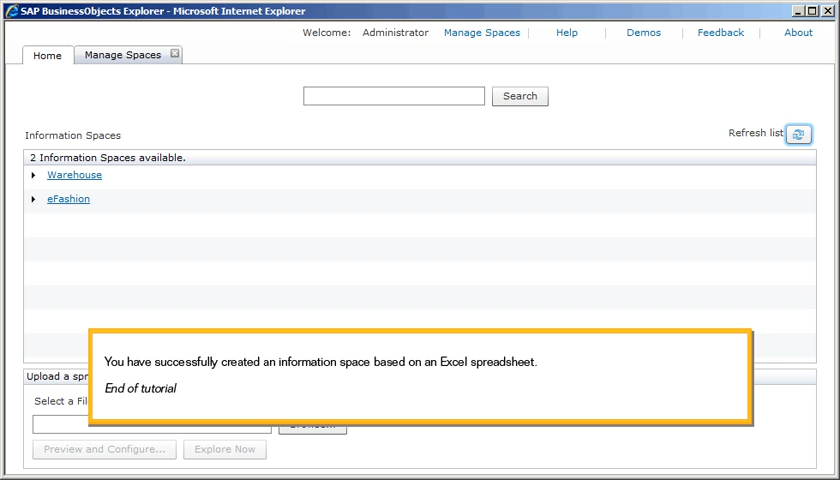 SAP BusinessObjects Explorer - Microsoft Internet Explorer
Welcome: Administrator Manage Spaces Help Demos Feedback About
Home Manage Spaces
Search
Information Spaces Refresh list
2 Information Spaces available.
Warehouse
eFashion
You have successfully created an information space based on an Excel spreadsheet.
End of tutorial
Upload a
Select a
Preview and Configure... Explore Now